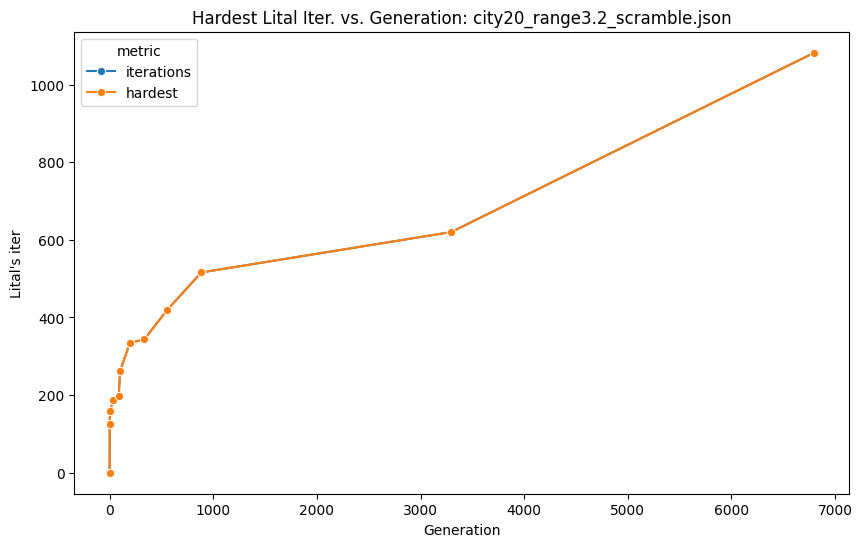 Hardest Lital Iter. vs. Generation: city20_range3.2_scramble.json
metric
iterations
hardest
1000
800
600
400
200
0
Lital's iter
0 1000 2000 3000 4000 5000 6000 7000
Generation